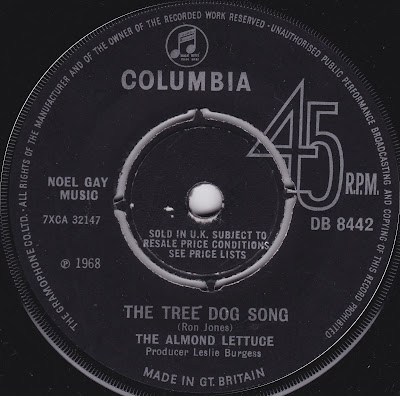 THE GRAMOPHONE CO. LTD. · ALL RIGHTS OF THE MANUFACTURER AND OF THE OWNER OF THE RECORDED WORK RESERVED · UNAUTHORISED PUBLIC PERFORMANCE BROADCASTING AND COPYING OF THIS RECORD PROHIBITED
COLUMBIA
45
R.P.M.
NOEL GAY
MUSIC
7XCA 32147
DB 8442
SOLD IN U.K. SUBJECT TO
RESALE PRICE CONDITIONS
SEE PRICE LISTS
℗ 1968
THE TREE DOG SONG
(Ron Jones)
THE ALMOND LETTUCE
Producer Leslie Burgess
MADE IN GT. BRITAIN